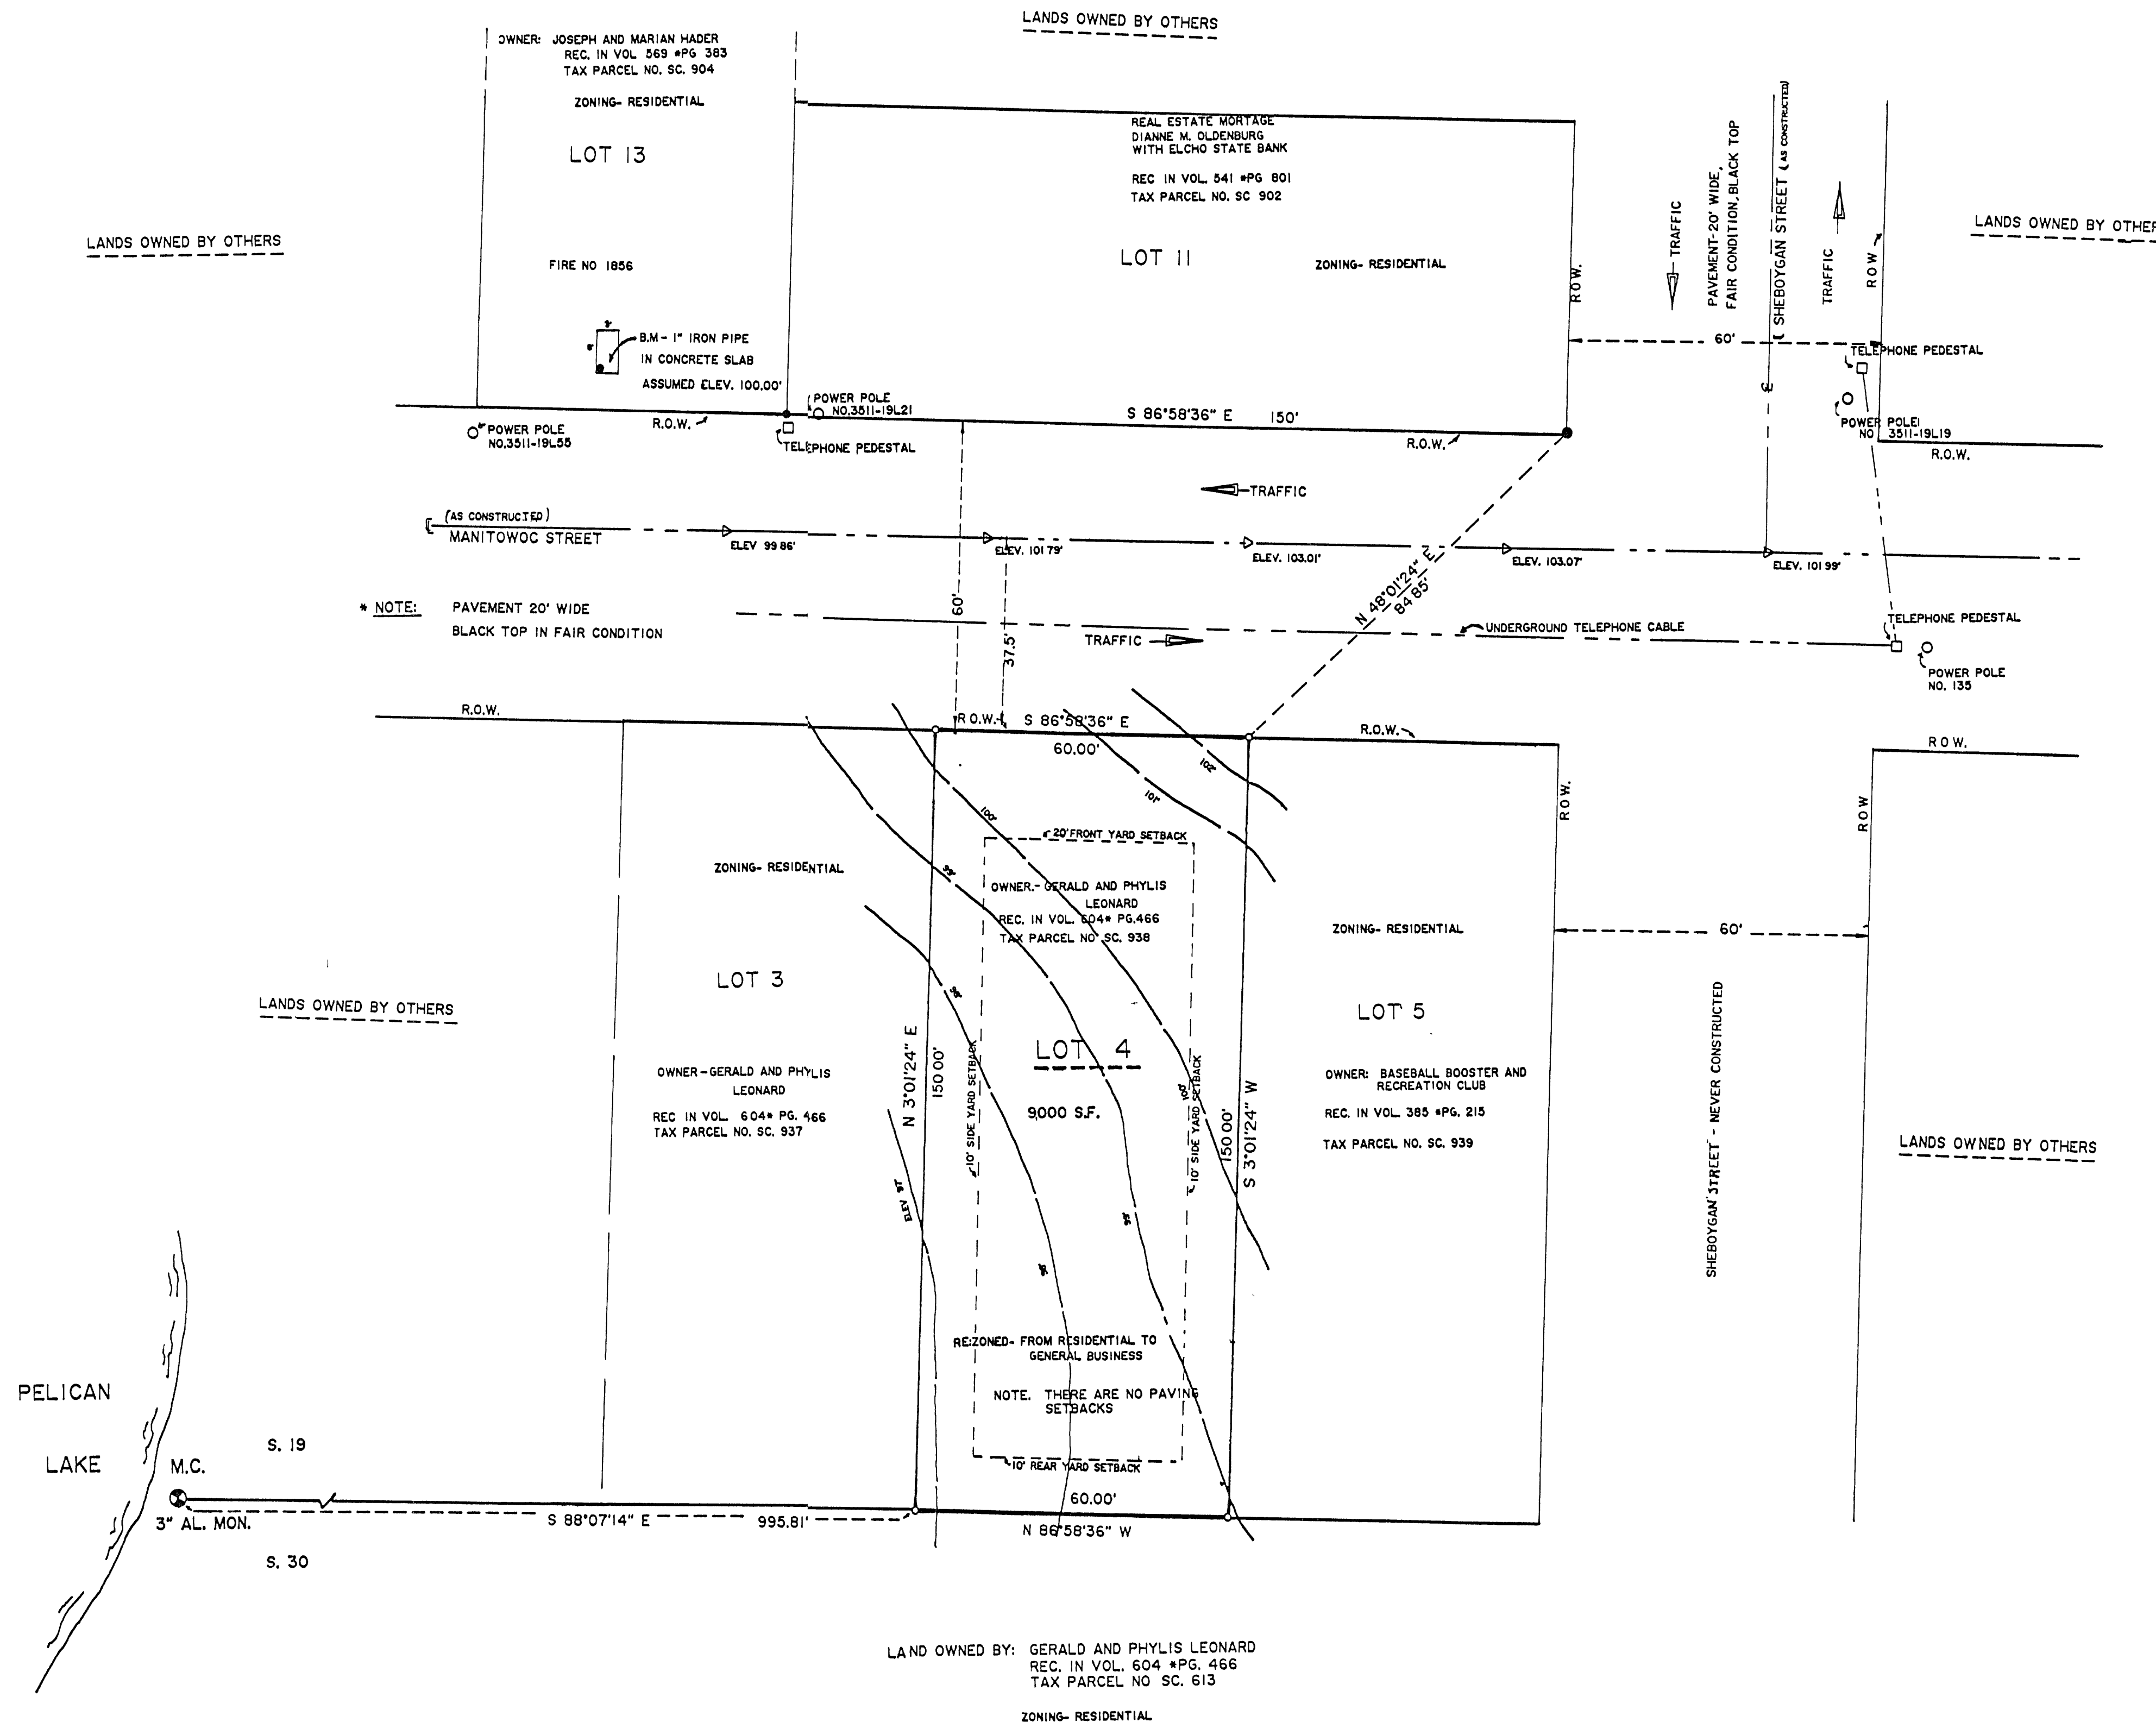 LANDS OWNED BY OTHERS
OWNER: JOSEPH AND MARIAN HADER
REC. IN VOL 569 *PG 383
TAX PARCEL NO. SC. 904
ZONING- RESIDENTIAL
LOT 13
FIRE NO 1856
2'
8'
B.M - 1" IRON PIPE
IN CONCRETE SLAB
ASSUMED ELEV. 100.00'
REAL ESTATE MORTAGE
DIANNE M. OLDENBURG
WITH ELCHO STATE BANK
REC IN VOL. 541 *PG 801
TAX PARCEL NO. SC 902
LOT 11
ZONING- RESIDENTIAL
R.O.W.
TRAFFIC
PAVEMENT-20' WIDE,
FAIR CONDITION, BLACK TOP
SHEBOYGAN STREET (AS CONSTRUCTED)
TRAFFIC
R.O.W
LANDS OWNED BY OTHERS
LANDS OWNED BY OTHER
60'
TELEPHONE PEDESTAL
POWER POLE
NO 3511-19L19
R.O.W.
POWER POLE
NO.3511-19L55
R.O.W.
TELEPHONE PEDESTAL
POWER POLE
NO.3511-19L21
S 86°58'36" E 150'
R.O.W.
TRAFFIC
(AS CONSTRUCTED)
MANITOWOC STREET
ELEV 99 86'
ELEV. 101 79'
ELEV. 103.01'
ELEV. 103.07'
ELEV. 101 99'
* NOTE: PAVEMENT 20' WIDE
BLACK TOP IN FAIR CONDITION
60'
37.5'
TRAFFIC
N 48°01'24" E
84 85'
UNDERGROUND TELEPHONE CABLE
TELEPHONE PEDESTAL
POWER POLE
NO. 135
R.O.W.
R O.W.
S 86°58'36" E
60.00'
R.O.W.
R O W.
R O W.
R O W
102'
101'
100'
99'
98'
20' FRONT YARD SETBACK
ZONING- RESIDENTIAL
LOT 3
OWNER-GERALD AND PHYLIS
LEONARD
REC IN VOL. 604* PG. 466
TAX PARCEL NO. SC. 937
N 3°01'24" E
150 00'
10' SIDE YARD SETBACK
OWNER.- GERALD AND PHYLIS
LEONARD
REC. IN VOL. 604* PG.466
TAX PARCEL NO SC. 938
LOT 4
9,000 S.F.
100'
10' SIDE YARD SETBACK
150 00'
S 3°01'24" W
ZONING- RESIDENTIAL
LOT 5
OWNER: BASEBALL BOOSTER AND
RECREATION CLUB
REC. IN VOL. 385 *PG. 215
TAX PARCEL NO. SC. 939
60'
SHEBOYGAN STREET - NEVER CONSTRUCTED
LANDS OWNED BY OTHERS
LANDS OWNED BY OTHERS
ELEV 97
99'
98'
REZONED- FROM RESIDENTIAL TO
GENERAL BUSINESS
NOTE. THERE ARE NO PAVING
SETBACKS
10' REAR YARD SETBACK
60.00'
N 86°58'36" W
PELICAN
LAKE
S. 19
M.C.
3" AL. MON.
S. 30
S 88°07'14" E
995.81'
LAND OWNED BY: GERALD AND PHYLIS LEONARD
REC. IN VOL. 604 *PG. 466
TAX PARCEL NO SC. 613
ZONING- RESIDENTIAL